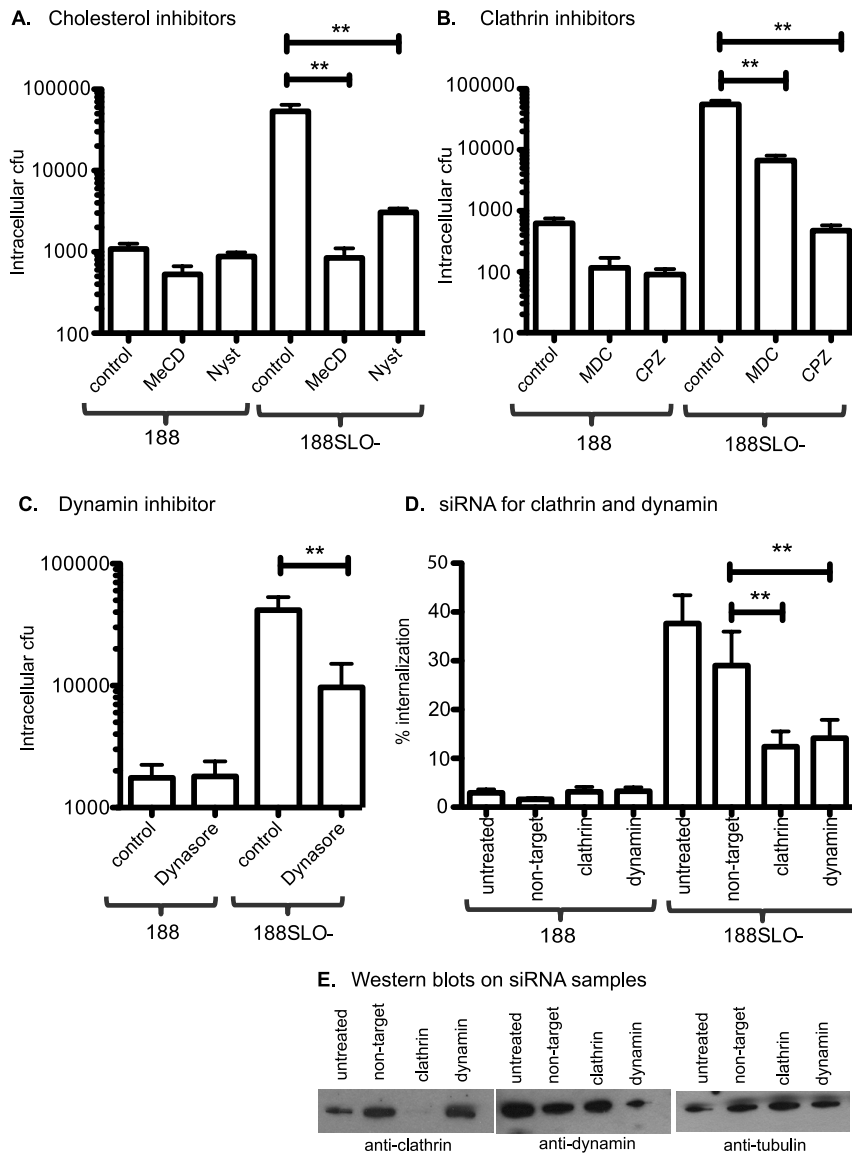 A. Cholesterol inhibitors
**
**
100000
10000
1000
100
Intracellular cfu
control
MeCD
Nyst
control
MeCD
Nyst
188
188SLO-
B. Clathrin inhibitors
**
**
100000
10000
1000
100
10
Intracellular cfu
control
MDC
CPZ
control
MDC
CPZ
188
188SLO-
C. Dynamin inhibitor
**
100000
10000
1000
Intracellular cfu
control
Dynasore
control
Dynasore
188
188SLO-
D. siRNA for clathrin and dynamin
**
**
50
40
30
20
10
0
% internalization
untreated
non-target
clathrin
dynamin
untreated
non-target
clathrin
dynamin
188
188SLO-
E. Western blots on siRNA samples
untreated
non-target
clathrin
dynamin
untreated
non-target
clathrin
dynamin
untreated
non-target
clathrin
dynamin
anti-clathrin
anti-dynamin
anti-tubulin